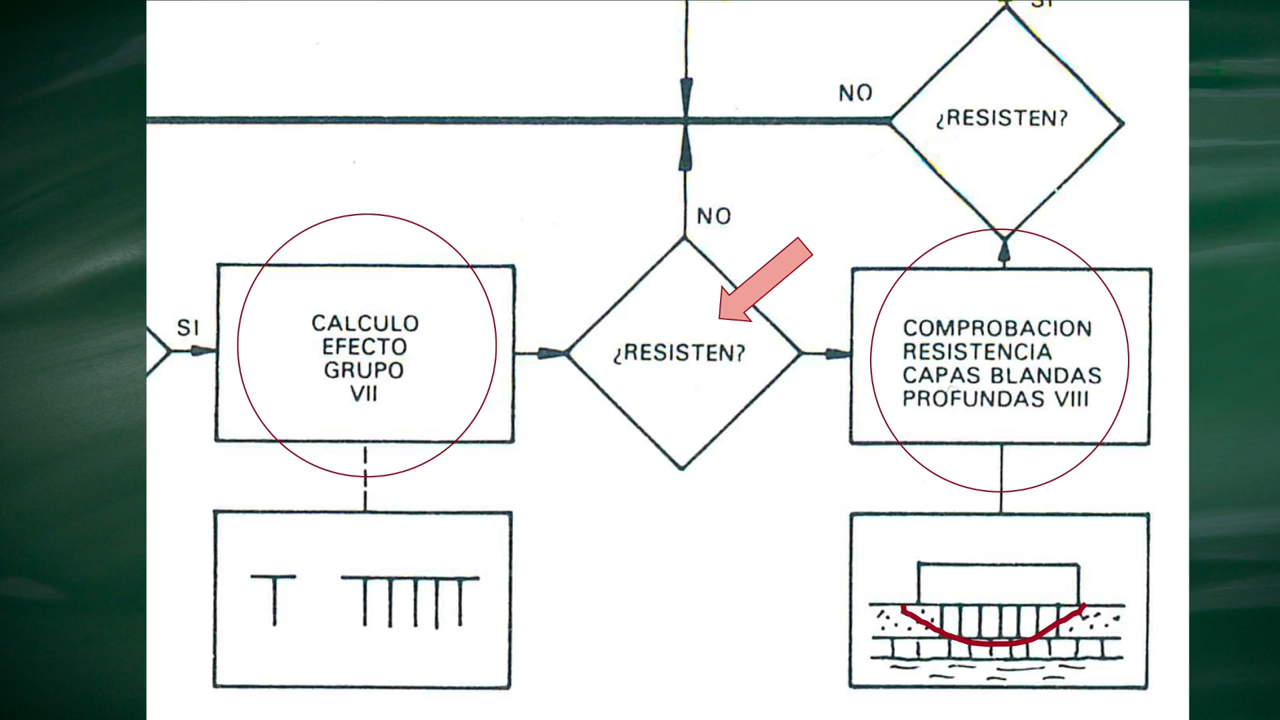 SI
NO
¿RESISTEN?
NO
SI
CALCULO
EFECTO
GRUPO
VII
¿RESISTEN?
COMPROBACION
RESISTENCIA
CAPAS BLANDAS
PROFUNDAS VIII